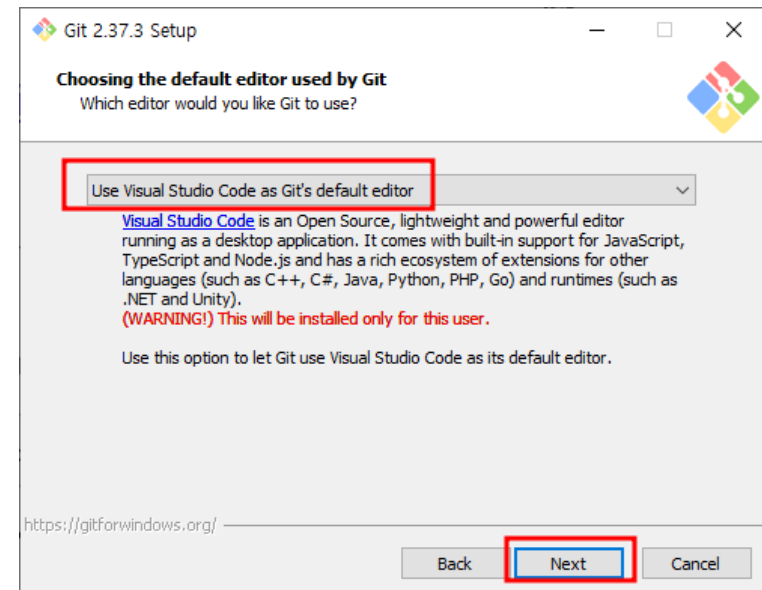 Git 2.37.3 Setup
Choosing the default editor used by Git
Which editor would you like Git to use?
Use Visual Studio Code as Git's default editor
Visual Studio Code is an Open Source, lightweight and powerful editor
running as a desktop application. It comes with built-in support for JavaScript,
TypeScript and Node.js and has a rich ecosystem of extensions for other
languages (such as C++, C#, Java, Python, PHP, Go) and runtimes (such as
.NET and Unity).
(WARNING!) This will be installed only for this user.
Use this option to let Git use Visual Studio Code as its default editor.
https://gitforwindows.org/
Back Next Cancel